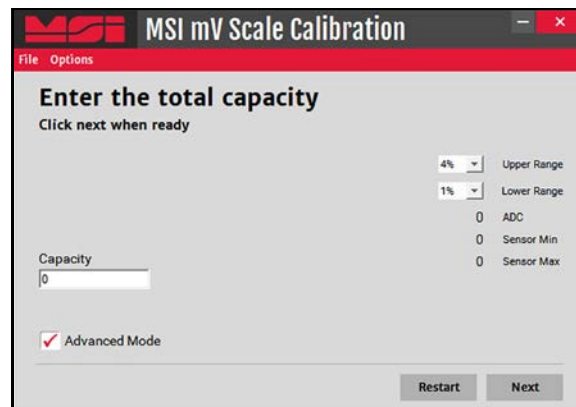 MSI MSI mV Scale Calibration
File Options
Enter the total capacity
Click next when ready
4% Upper Range
1% Lower Range
0 ADC
0 Sensor Min
0 Sensor Max
Capacity
0
Advanced Mode
Restart Next